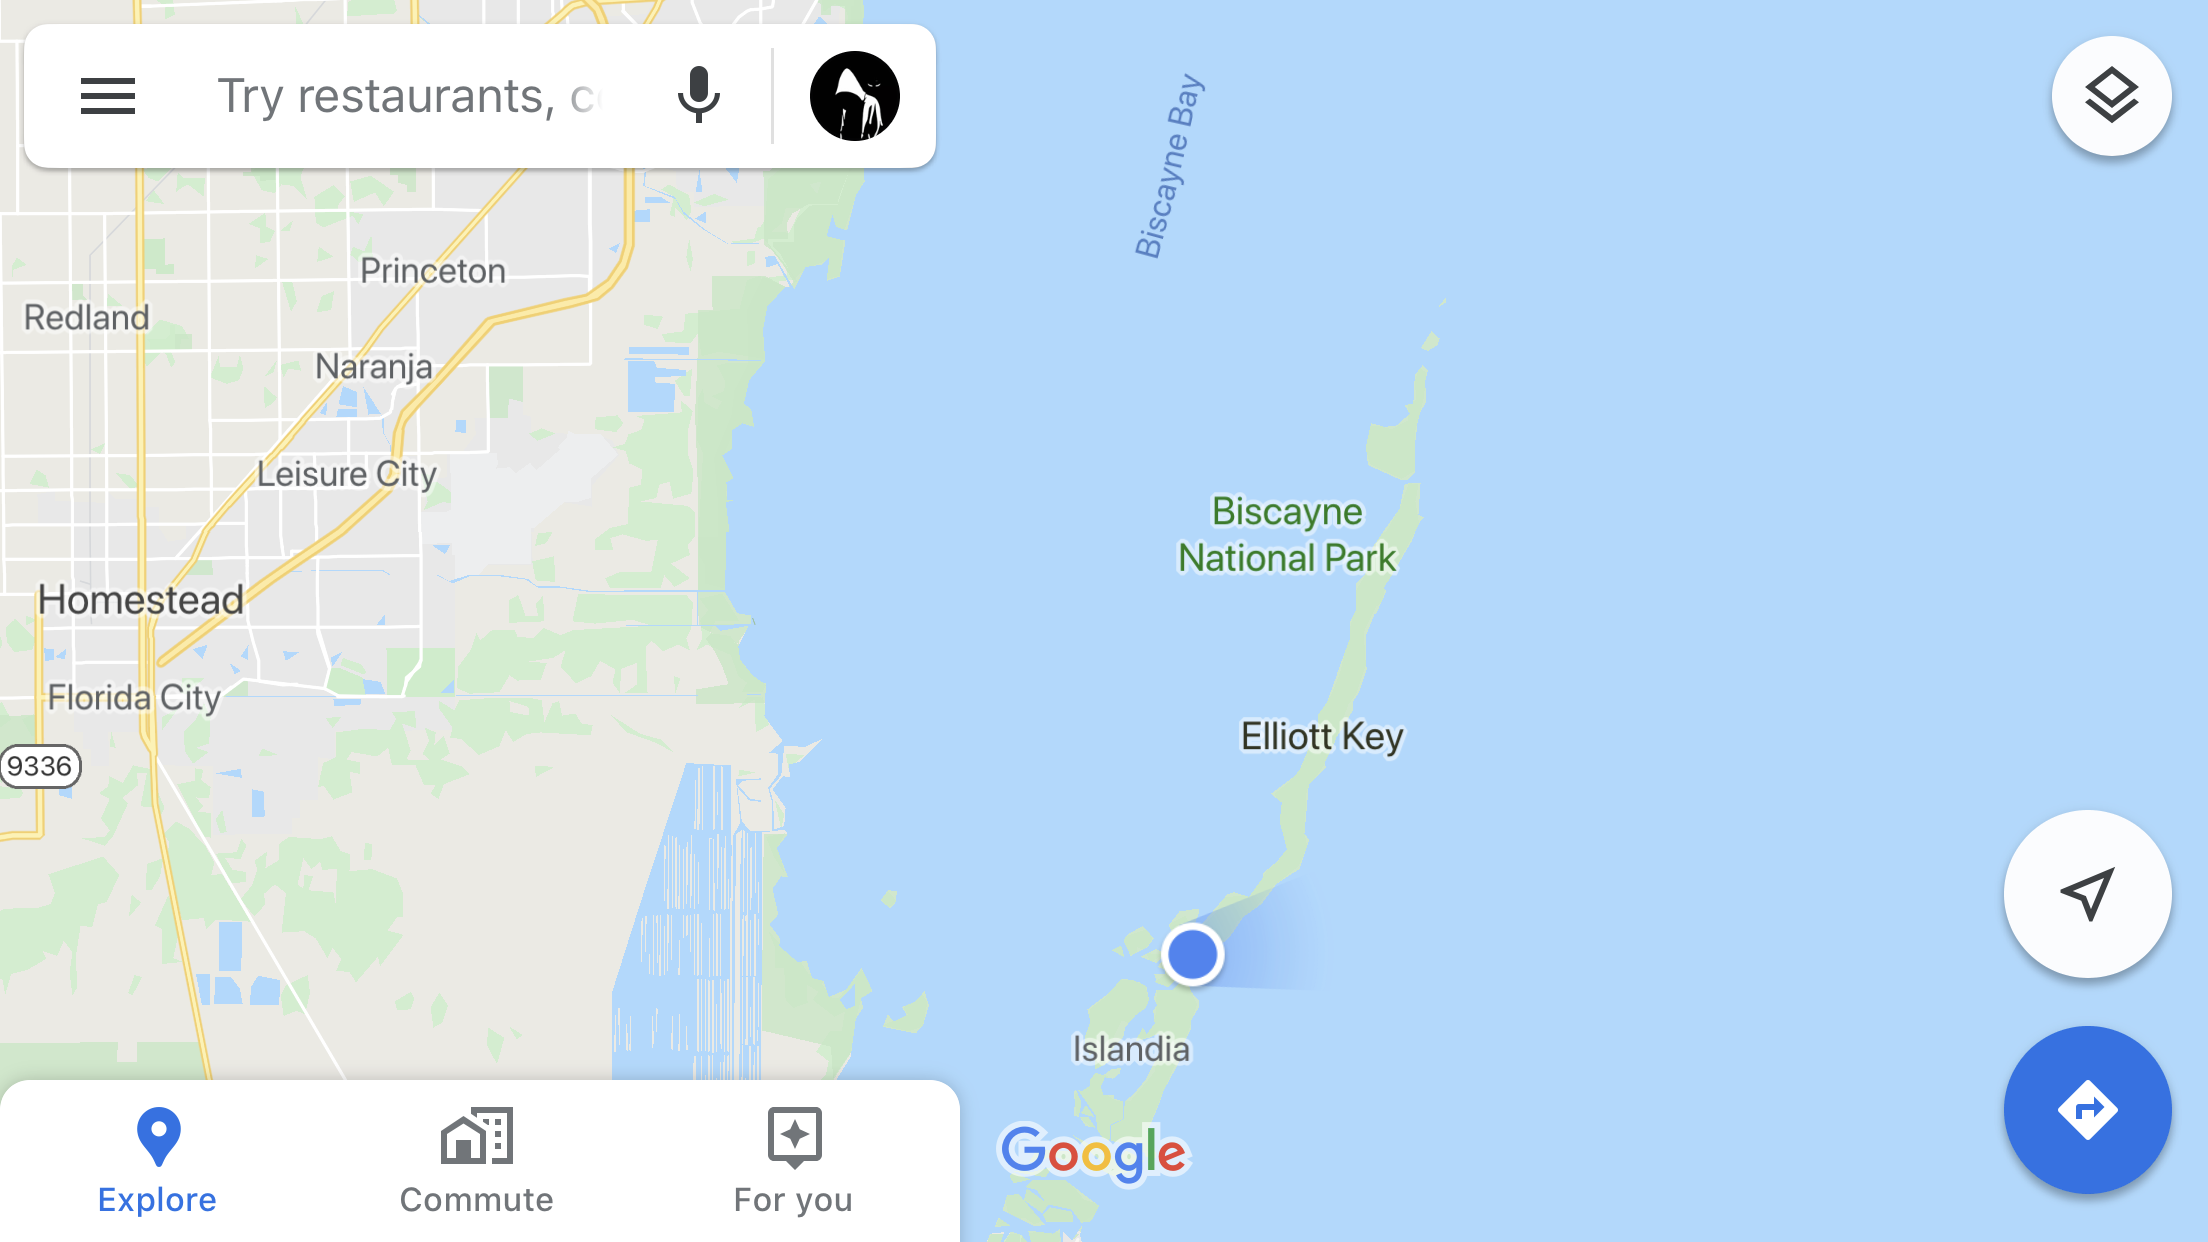 Try restaurants, c
Biscayne Bay
Princeton
Redland
Naranja
Leisure City
Biscayne
National Park
Homestead
Florida City
Elliott Key
9336
Islandia
Google
Explore
Commute
For you